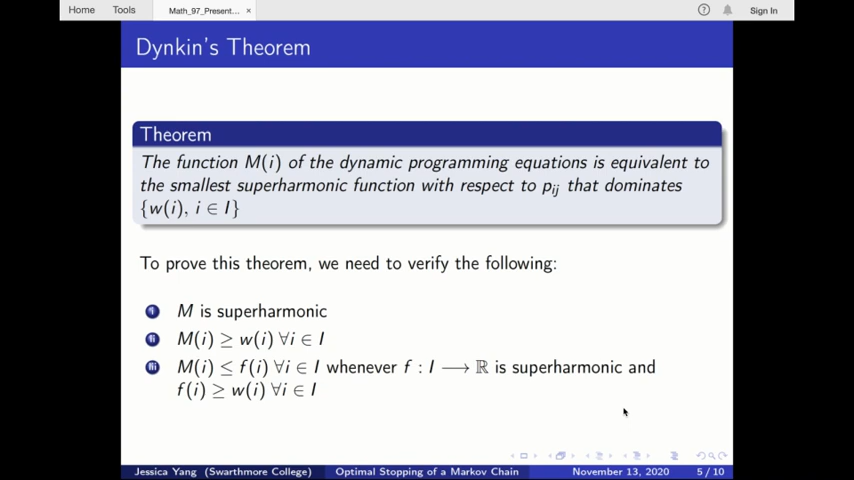 Home Tools Math_97_Present... × ? Sign In
Dynkin's Theorem
Theorem
The function M(i) of the dynamic programming equations is equivalent to
the smallest superharmonic function with respect to pᵢⱼ that dominates
{w(i), i ∈ I}
To prove this theorem, we need to verify the following:
i M is superharmonic
ii M(i) ≥ w(i) ∀i ∈ I
iii M(i) ≤ f(i) ∀i ∈ I whenever f : I ⟶ ℝ is superharmonic and
f(i) ≥ w(i) ∀i ∈ I
Jessica Yang (Swarthmore College) Optimal Stopping of a Markov Chain November 13, 2020 5 / 10